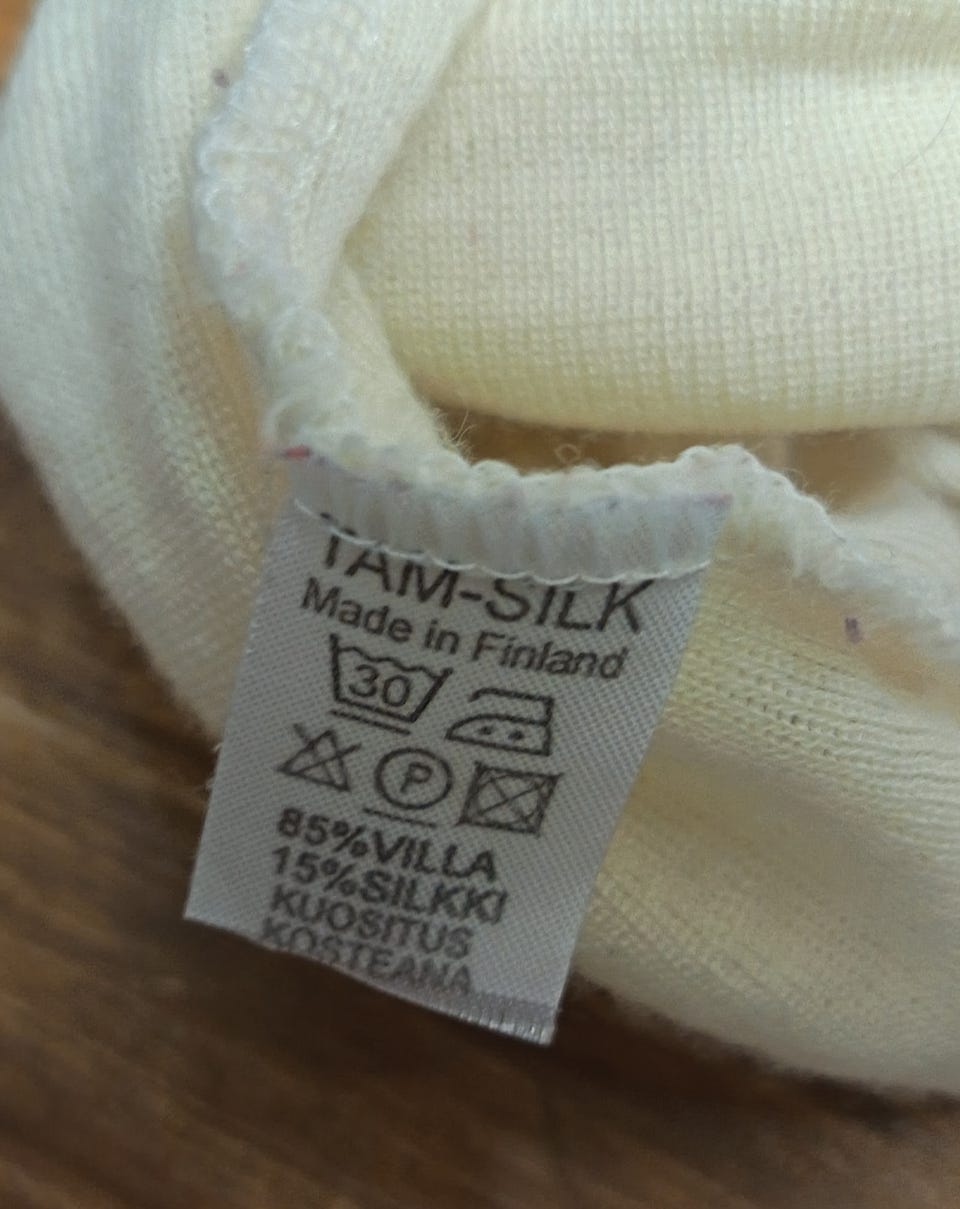 TAM-SILK
Made in Finland
30
P
85%VILLA
15%SILKKI
KUOSITUS
KOSTEANA